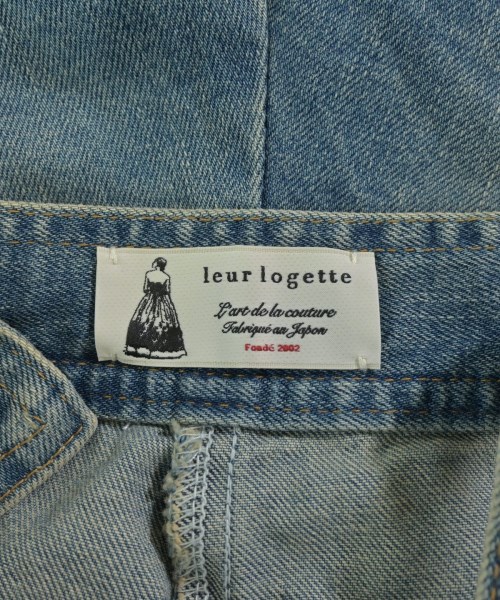 leur logette
L'art de la couture
Fabriqué au Japon
Fondé 2002